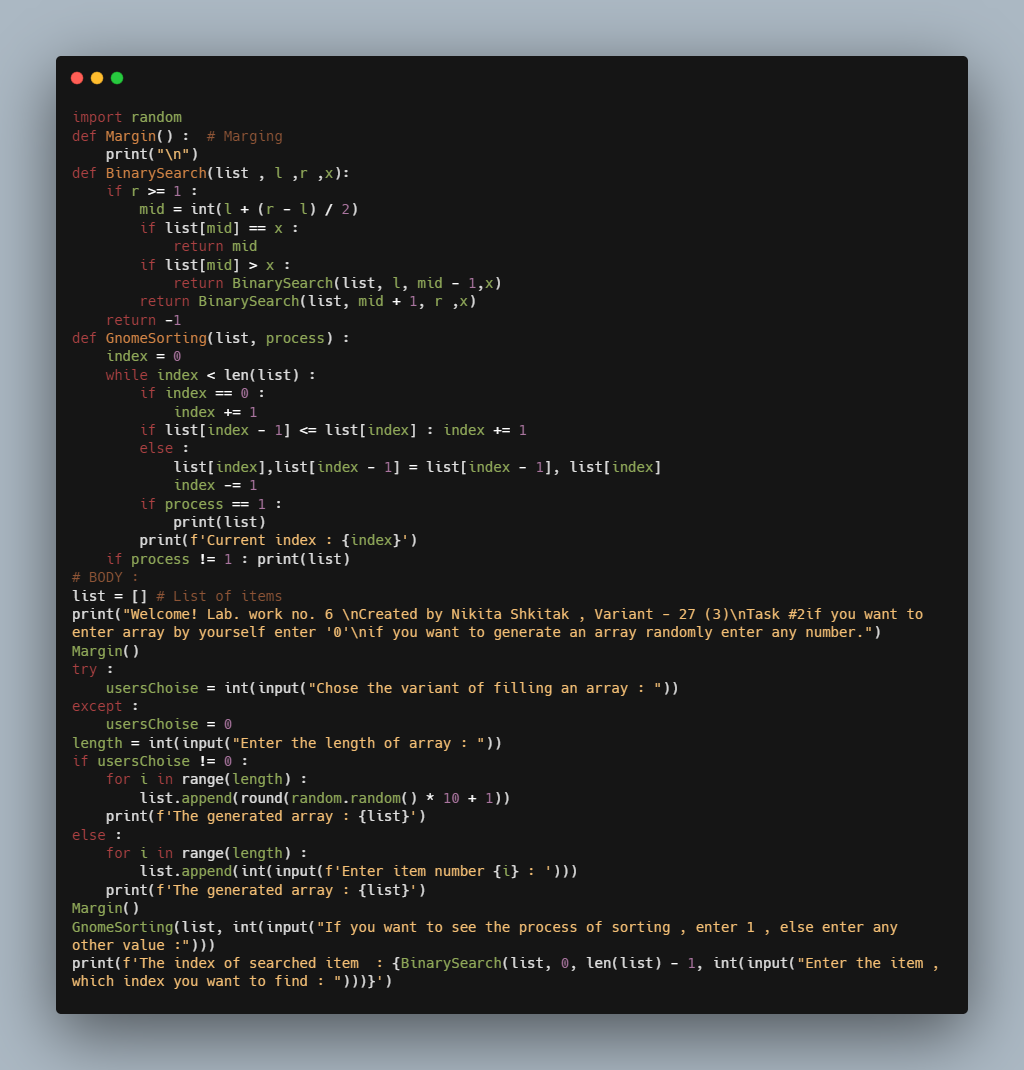 import random
def Margin() :  # Marging
    print("\n")
def BinarySearch(list , l ,r ,x):
    if r >= 1 :
        mid = int(l + (r - l) / 2)
        if list[mid] == x :
            return mid
        if list[mid] > x :
            return BinarySearch(list, l, mid - 1,x)
        return BinarySearch(list, mid + 1, r ,x)
    return -1
def GnomeSorting(list, process) :
    index = 0
    while index < len(list) :
        if index == 0 :
            index += 1
        if list[index - 1] <= list[index] : index += 1
        else :
            list[index],list[index - 1] = list[index - 1], list[index]
            index -= 1
        if process == 1 :
            print(list)
        print(f'Current index : {index}')
    if process != 1 : print(list)
# BODY :
list = [] # List of items
print("Welcome! Lab. work no. 6 \nCreated by Nikita Shkitak , Variant - 27 (3)\nTask #2if you want to
enter array by yourself enter '0'\nif you want to generate an array randomly enter any number.")
Margin()
try :
    usersChoise = int(input("Chose the variant of filling an array : "))
except :
    usersChoise = 0
length = int(input("Enter the length of array : "))
if usersChoise != 0 :
    for i in range(length) :
        list.append(round(random.random() * 10 + 1))
    print(f'The generated array : {list}')
else :
    for i in range(length) :
        list.append(int(input(f'Enter item number {i} : ')))
    print(f'The generated array : {list}')
Margin()
GnomeSorting(list, int(input("If you want to see the process of sorting , enter 1 , else enter any
other value :")))
print(f'The index of searched item  : {BinarySearch(list, 0, len(list) - 1, int(input("Enter the item ,
which index you want to find : ")))}')